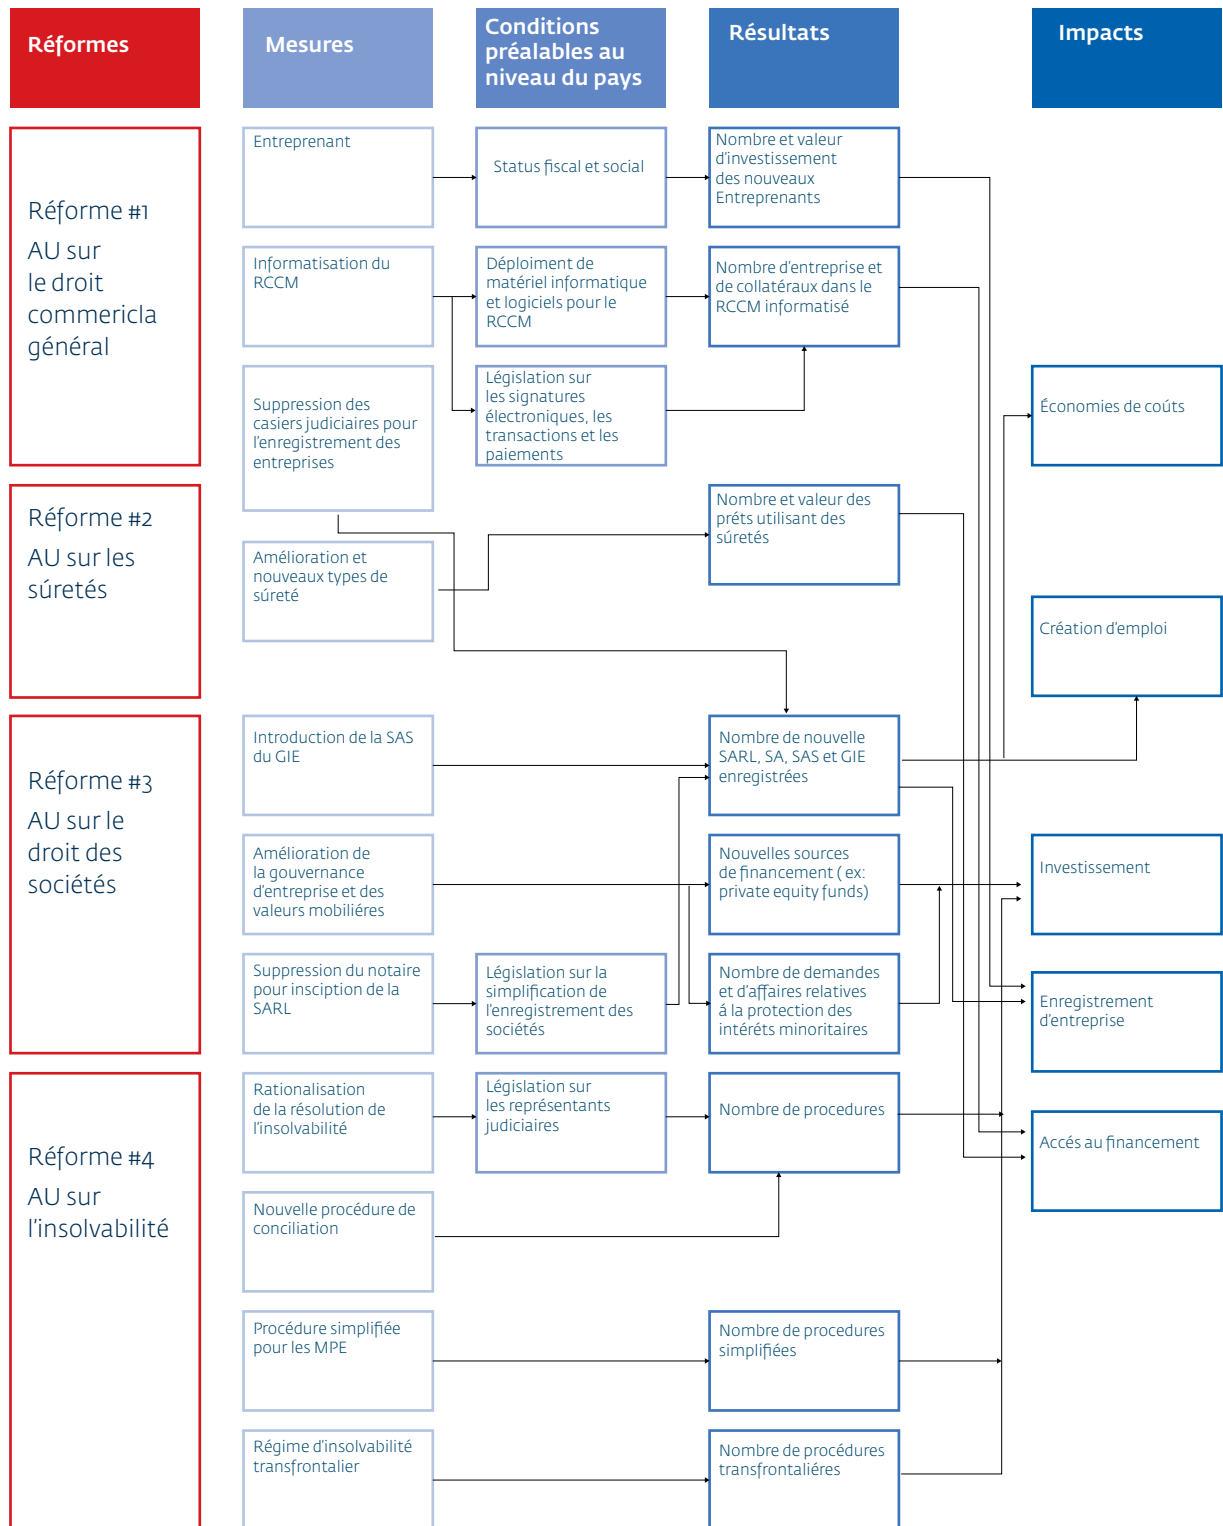 Réformes
Mesures
Conditions
préalables au
niveau du pays
Résultats
Impacts
Réforme #1
AU sur
le droit
commericla
général
Entreprenant
Status fiscal et social
Nombre et valeur
d'investissement
des nouveaux
Entreprenants
Informatisation du
RCCM
Déploiment de
matériel informatique
et logiciels pour le
RCCM
Nombre d'entreprise et
de collatéraux dans le
RCCM informatisé
Suppression des
casiers judiciaires pour
l'enregistrement des
entreprises
Législation sur
les signatures
électroniques, les
transactions et les
paiements
Économies de coûts
Réforme #2
AU sur les
súretés
Nombre et valeur des
préts utilisant des
súretés
Amélioration et
nouveaux types de
súreté
Création d'emploi
Réforme #3
AU sur le
droit des
sociétés
Introduction de la SAS
du GIE
Nombre de nouvelle
SARL, SA, SAS et GIE
enregistrées
Amélioration de
la gouvernance
d'entreprise et des
valeurs mobiliéres
Nouvelles sources
de financement ( ex:
private equity funds)
Investissement
Suppression du notaire
pour insciption de la
SARL
Législation sur la
simplification de
l'enregistrement des
sociétés
Nombre de demandes
et d'affaires relatives
á la protection des
intéréts minoritaires
Enregistrement
d'entreprise
Réforme #4
AU sur
l'insolvabilité
Rationalisation
de la résolution de
l'insolvabilité
Législation sur
les représentants
judiciaires
Nombre de procedures
Accés au financement
Nouvelle procédure de
conciliation
Procédure simplifiée
pour les MPE
Nombre de procedures
simplifiées
Régime d'insolvabilité
transfrontalier
Nombre de procédures
transfrontaliéres